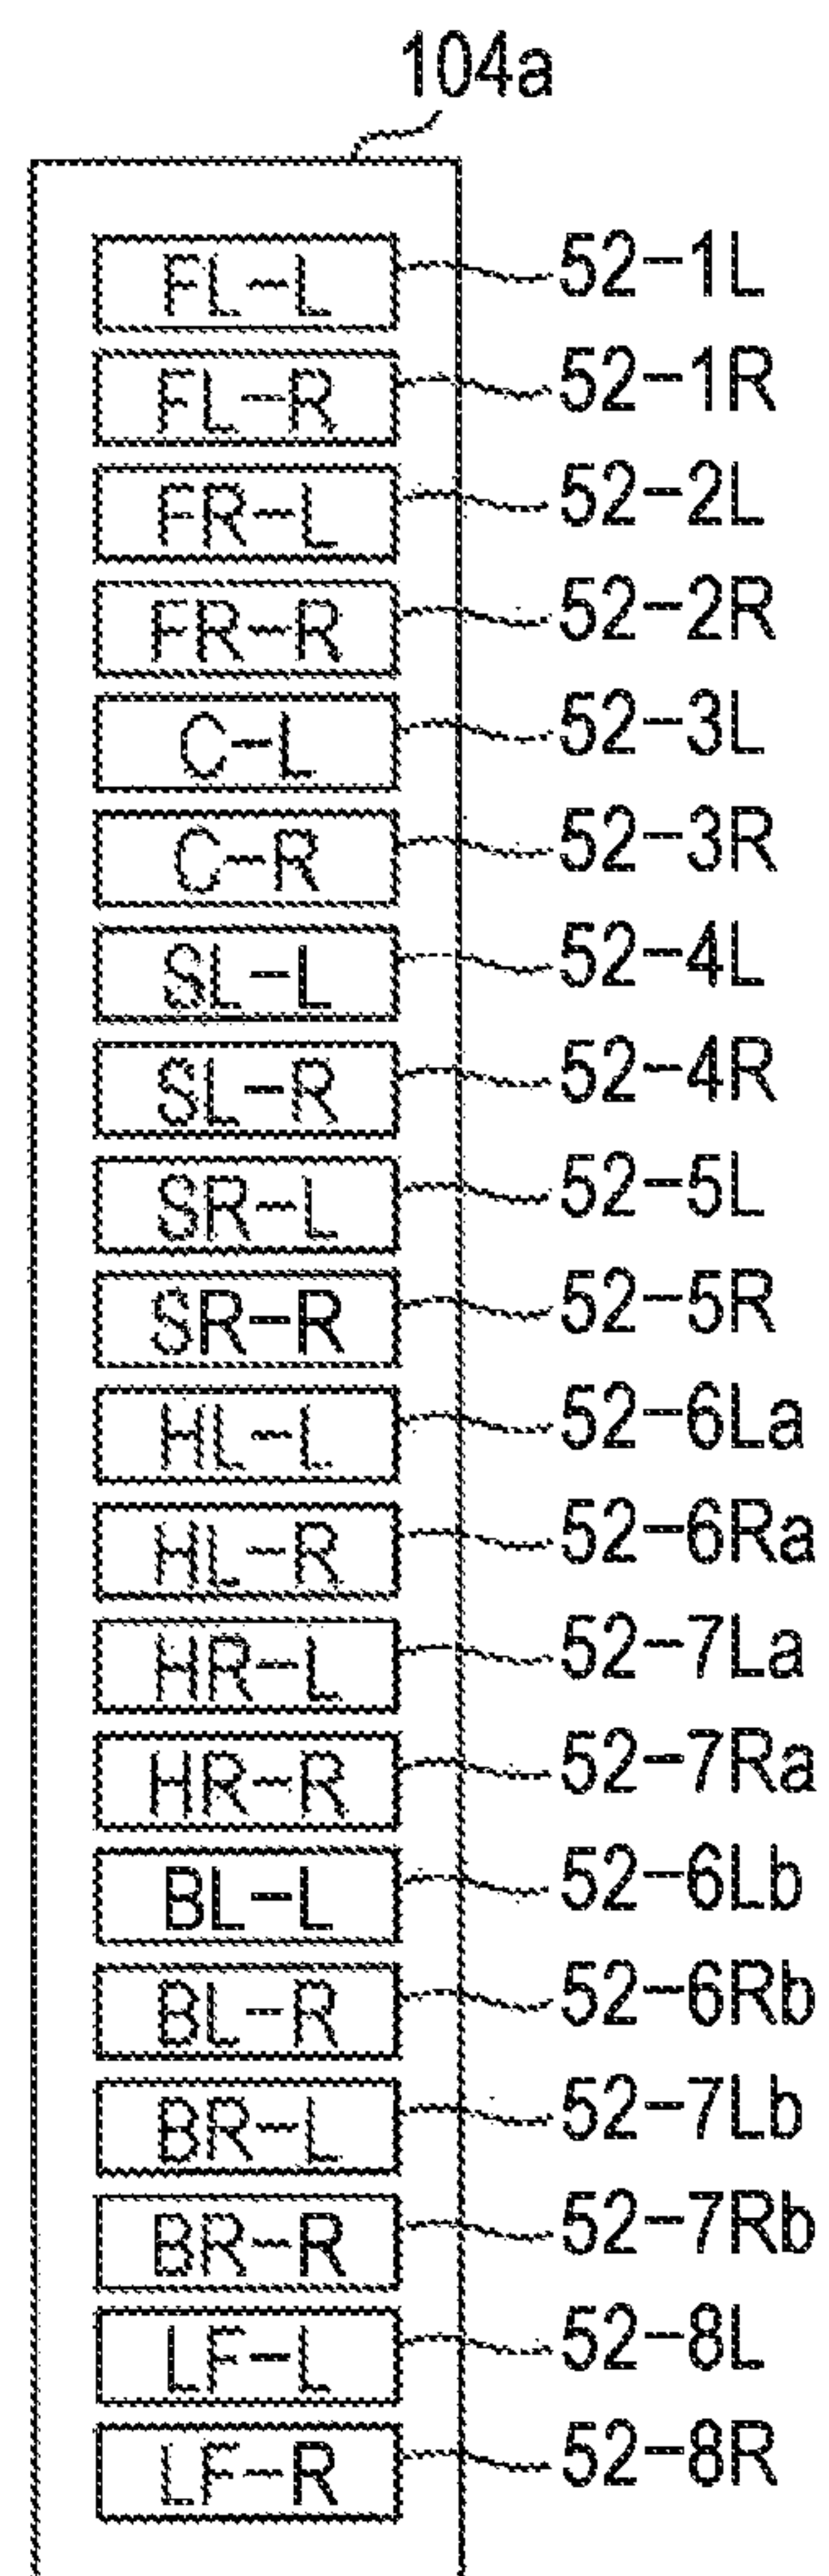 104a
FL-L 52-1L
FL-R 52-1R
FR-L 52-2L
FR-R 52-2R
C-L 52-3L
C-R 52-3R
SL-L 52-4L
SL-R 52-4R
SR-L 52-5L
SR-R 52-5R
HL-L 52-6La
HL-R 52-6Ra
HR-L 52-7La
HR-R 52-7Ra
BL-L 52-6Lb
BL-R 52-6Rb
BR-L 52-7Lb
BR-R 52-7Rb
LF-L 52-8L
LF-R 52-8R